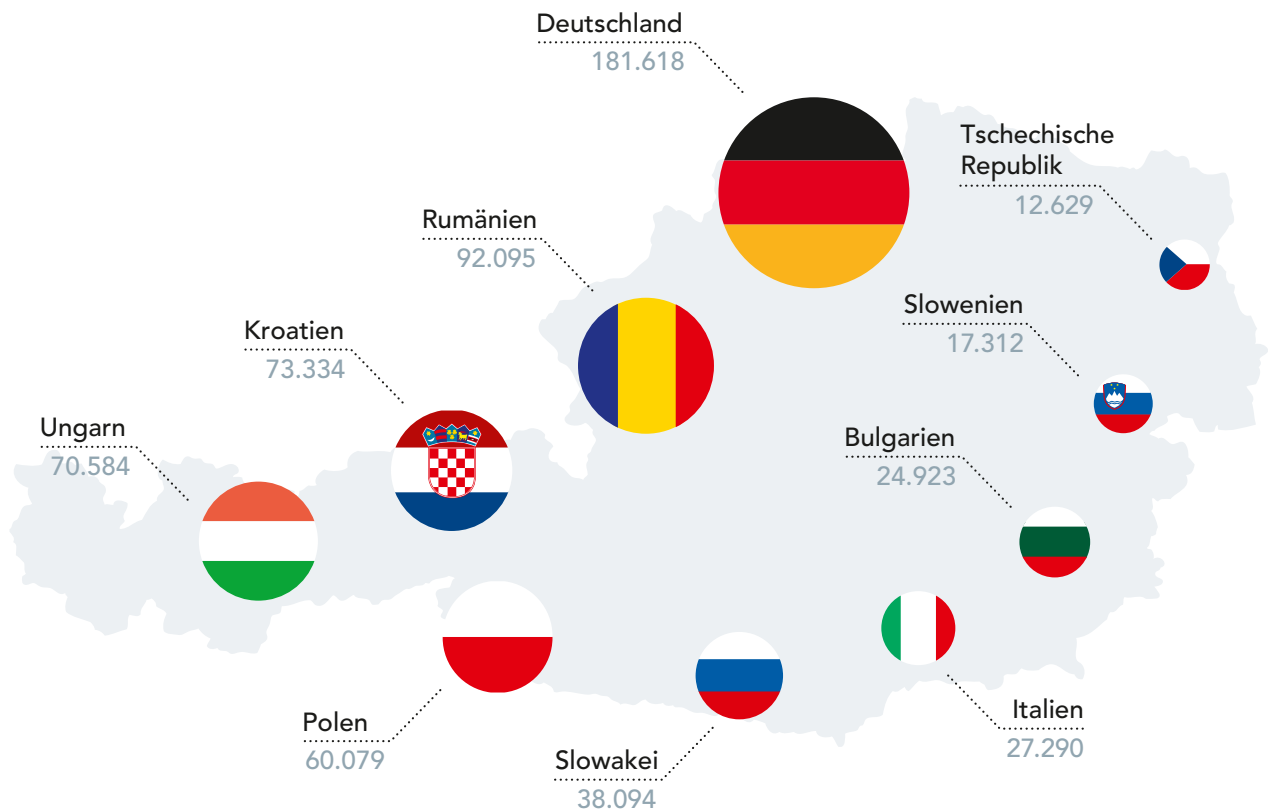 Deutschland
181.618
Tschechische
Republik
12.629
Rumänien
92.095
Slowenien
17.312
Kroatien
73.334
Ungarn
70.584
Bulgarien
24.923
Italien
27.290
Polen
60.079
Slowakei
38.094